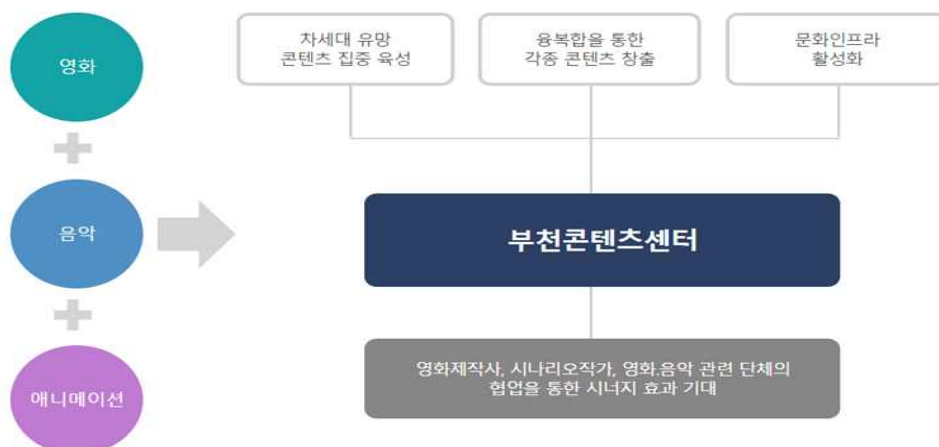 영화
음악
애니메이션
차세대 유망
콘텐츠 집중 육성
융복합을 통한
각종 콘텐츠 창출
문화인프라
활성화
부천콘텐츠센터
영화제작사, 시나리오작가, 영화.음악 관련 단체의
협업을 통한 시너지 효과 기대